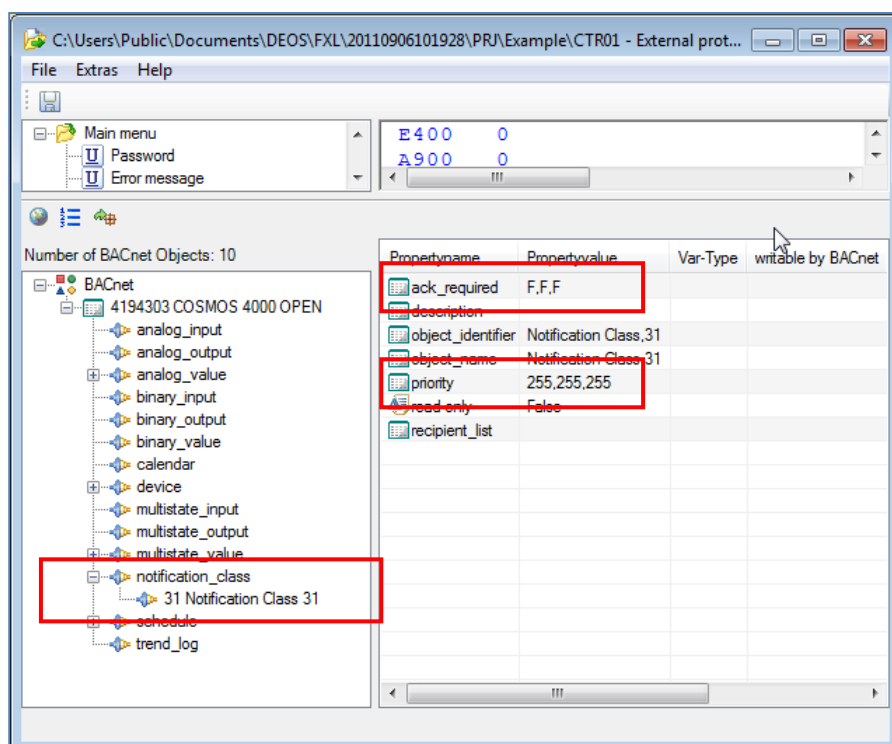 C:\Users\Public\Documents\DEOS\FXL\20110906101928\PRJ\Example\CTR01 - External prot...
File Extras Help
Main menu
Password
Error message
E400 0
A900 0
Number of BACnet Objects: 10
BACnet
4194303 COSMOS 4000 OPEN
analog_input
analog_output
analog_value
binary_input
binary_output
binary_value
calendar
device
multistate_input
multistate_output
multistate_value
notification_class
31 Notification Class 31
schedule
trend_log
Propertyname Propertyvalue Var-Type writable by BACnet
ack_required F,F,F
description
object_identifier Notification Class,31
object_name Notification Class 31
priority 255,255,255
read only False
recipient_list